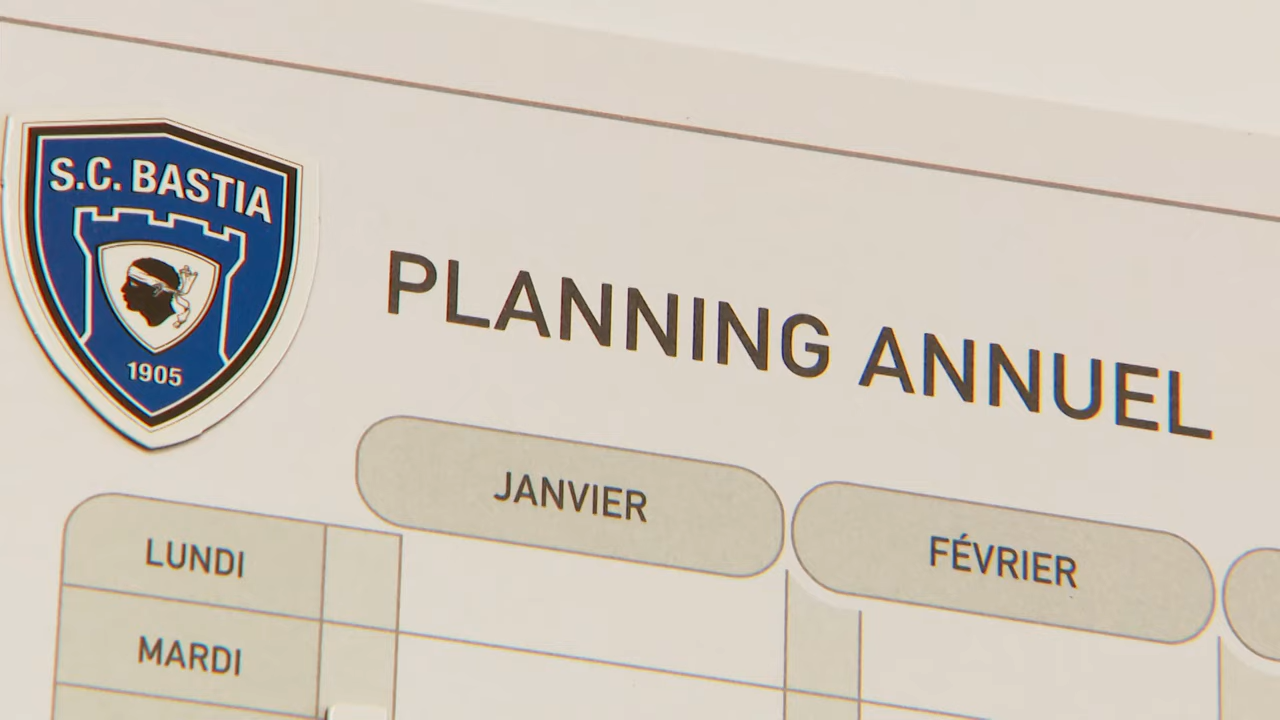 S.C. BASTIA
1905
PLANNING ANNUEL
JANVIER
FÉVRIER
LUNDI
MARDI